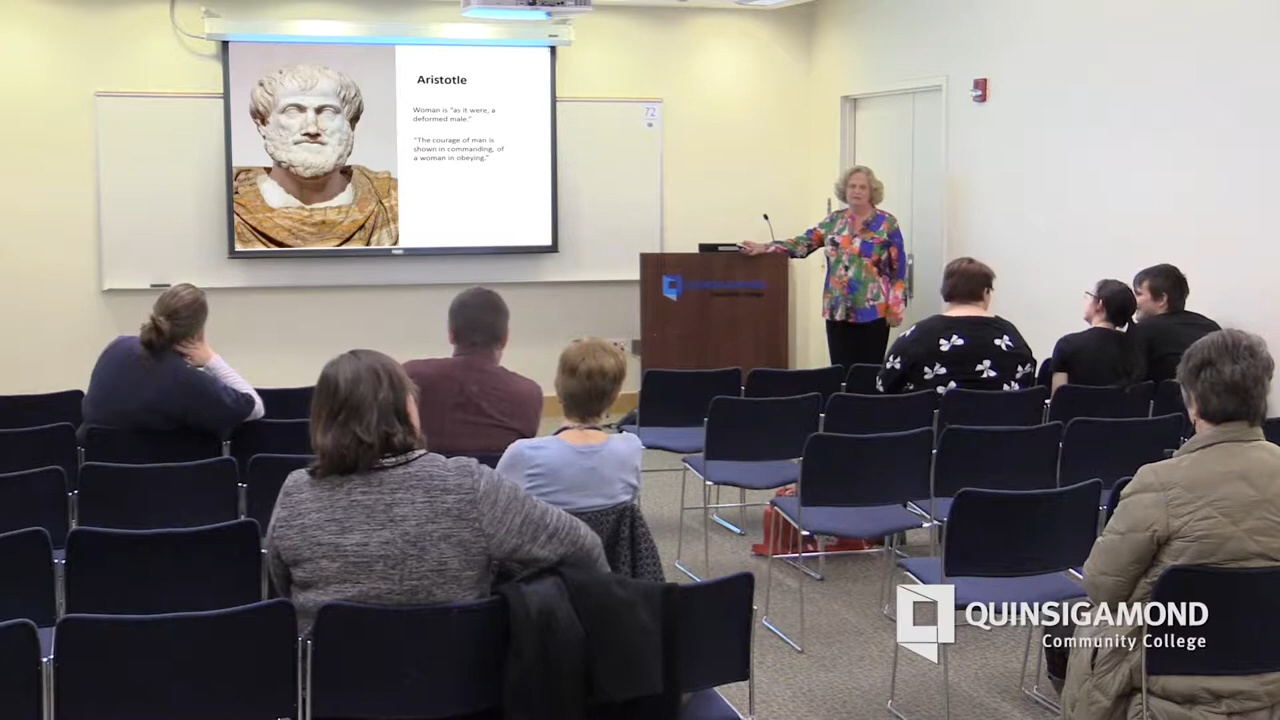 Aristotle
Woman is "as it were, a
deformed male."
"The courage of man is
shown in commanding, of
a woman in obeying."
72
QUINSIGAMOND
QUINSIGAMOND
Community College